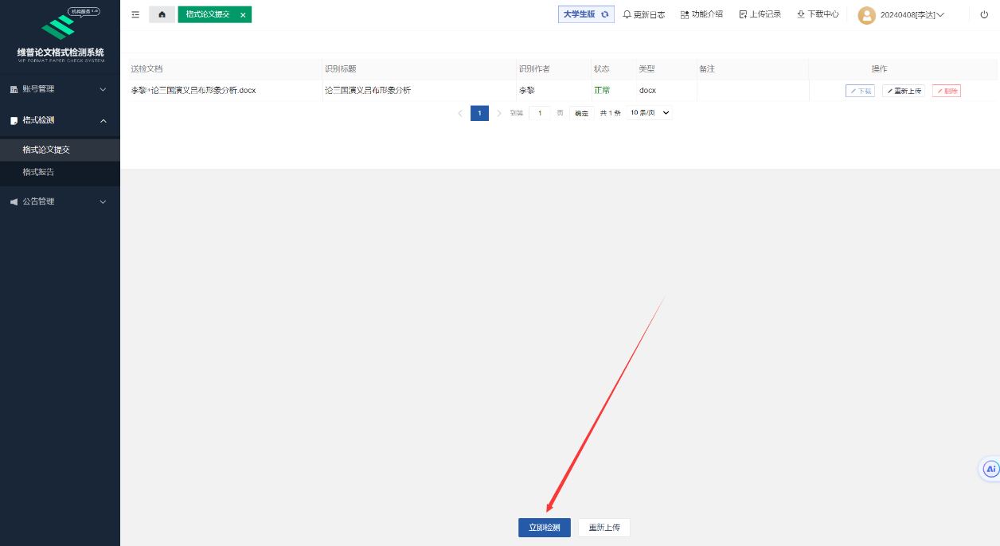 机构服务 1.0
维普论文格式检测系统
VIP FORMAT PAPER CHECK SYSTEM
账号管理
格式检测
格式论文提交
格式报告
公告管理
格式论文提交 ×
大学生版 更新日志 功能介绍 上传记录 下载中心 20240408[李达]
送检文档 识别标题 识别作者 状态 类型 备注 操作
李黎+论三国演义吕布形象分析.docx 论三国演义吕布形象分析 李黎 正常 docx 下载 重新上传 删除
1 到第 1 页 确定 共 1 条 10 条/页
Ai
立即检测 重新上传